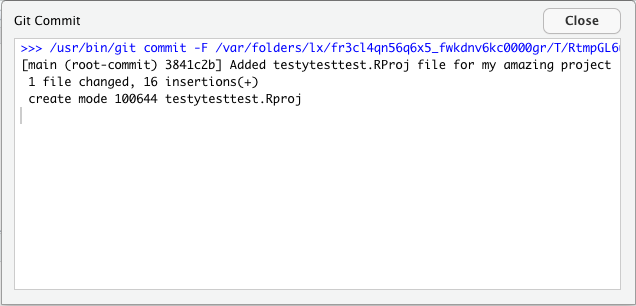 Git Commit
Close
>>> /usr/bin/git commit -F /var/folders/lx/fr3cl4qn56q6x5_fwkdnv6kc0000gr/T/RtmpGL6
[main (root-commit) 3841c2b] Added testytesttest.RProj file for my amazing project
1 file changed, 16 insertions(+)
create mode 100644 testytesttest.Rproj